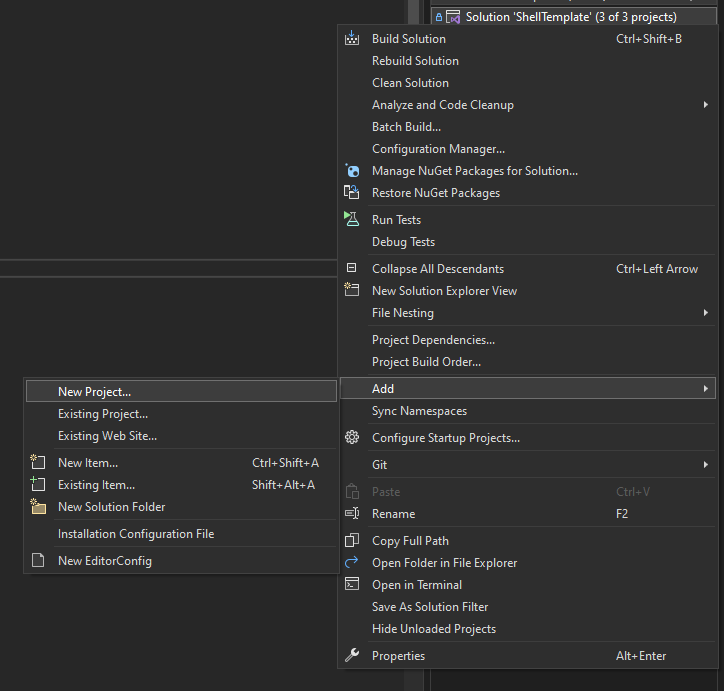 Solution 'ShellTemplate' (3 of 3 projects)
Build Solution Ctrl+Shift+B
Rebuild Solution
Clean Solution
Analyze and Code Cleanup
Batch Build...
Configuration Manager...
Manage NuGet Packages for Solution...
Restore NuGet Packages
Run Tests
Debug Tests
Collapse All Descendants Ctrl+Left Arrow
New Solution Explorer View
File Nesting
Project Dependencies...
Project Build Order...
Add
Sync Namespaces
Configure Startup Projects...
Git
Paste Ctrl+V
Rename F2
Copy Full Path
Open Folder in File Explorer
Open in Terminal
Save As Solution Filter
Hide Unloaded Projects
Properties Alt+Enter
New Project...
Existing Project...
Existing Web Site...
New Item... Ctrl+Shift+A
Existing Item... Shift+Alt+A
New Solution Folder
Installation Configuration File
New EditorConfig